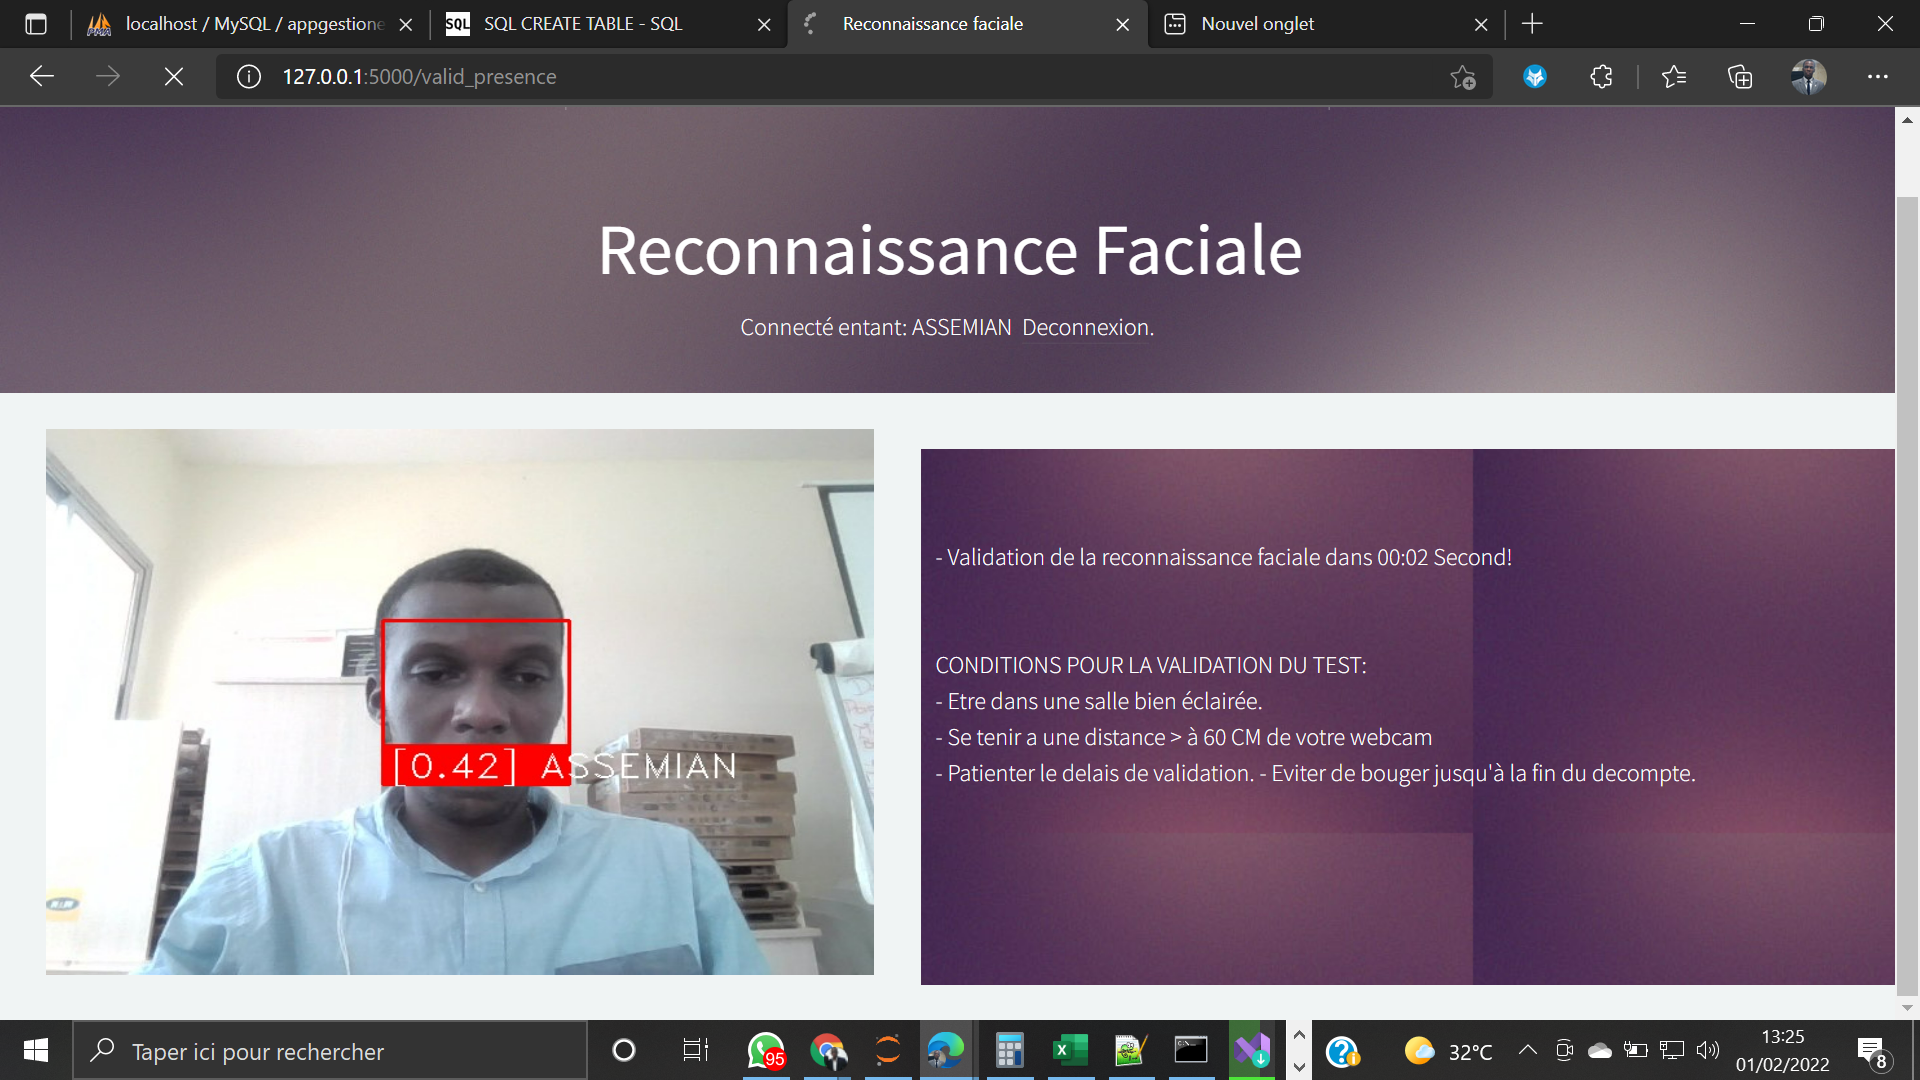 localhost / MySQL / appgestione
SQL
SQL CREATE TABLE - SQL
Reconnaissance faciale
Nouvel onglet
127.0.0.1:5000/valid_presence
Reconnaissance Faciale
Connecté entant: ASSEMIAN Deconnexion.
[0.42] ASSEMIAN
- Validation de la reconnaissance faciale dans 00:02 Second!
CONDITIONS POUR LA VALIDATION DU TEST:
- Etre dans une salle bien éclairée.
- Se tenir a une distance > à 60 CM de votre webcam
- Patienter le delais de validation. - Eviter de bouger jusqu'à la fin du decompte.
Taper ici pour rechercher
95
32°C
13:25
01/02/2022
8